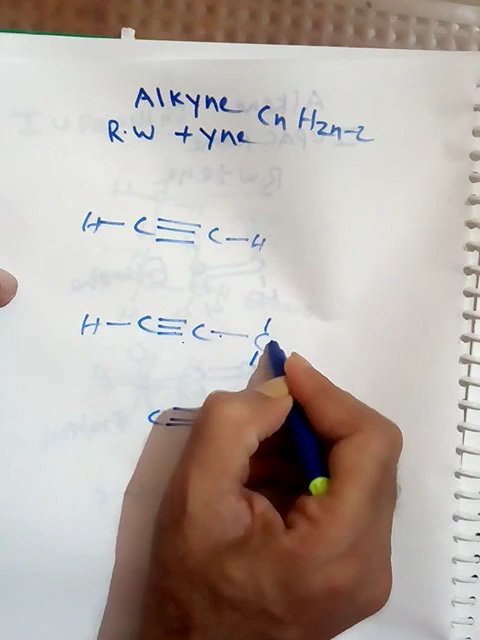 Alkyne CnH2n-2
R.W + yne
H-C≡C-H
H-C≡C-C
C≡